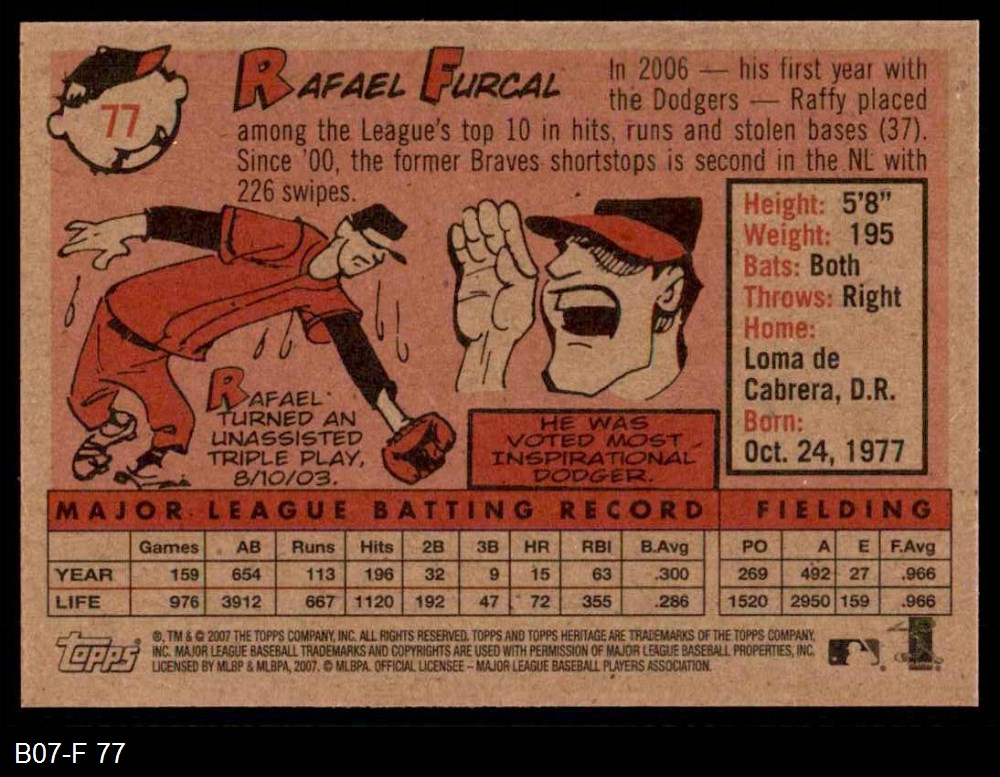 77
RAFAEL FURCAL
In 2006 — his first year with
the Dodgers — Raffy placed
among the League's top 10 in hits, runs and stolen bases (37).
Since '00, the former Braves shortstops is second in the NL with
226 swipes.
RAFAEL
TURNED AN
UNASSISTED
TRIPLE PLAY,
8/10/03.
HE WAS
VOTED MOST
INSPIRATIONAL
DODGER.
Height: 5'8"
Weight: 195
Bats: Both
Throws: Right
Home:
Loma de
Cabrera, D.R.
Born:
Oct. 24, 1977
MAJOR LEAGUE BATTING RECORD FIELDING
Games AB Runs Hits 2B 3B HR RBI B.Avg PO A E F.Avg
YEAR 159 654 113 196 32 9 15 63 .300 269 492 27 .966
LIFE 976 3912 667 1120 192 47 72 355 .286 1520 2950 159 .966
Topps
®, TM & © 2007 THE TOPPS COMPANY, INC. ALL RIGHTS RESERVED. TOPPS AND TOPPS HERITAGE ARE TRADEMARKS OF THE TOPPS COMPANY,
INC. MAJOR LEAGUE BASEBALL TRADEMARKS AND COPYRIGHTS ARE USED WITH PERMISSION OF MAJOR LEAGUE BASEBALL PROPERTIES, INC.
LICENSED BY MLBP & MLBPA, 2007. © MLBPA. OFFICIAL LICENSEE – MAJOR LEAGUE BASEBALL PLAYERS ASSOCIATION.
B07-F 77